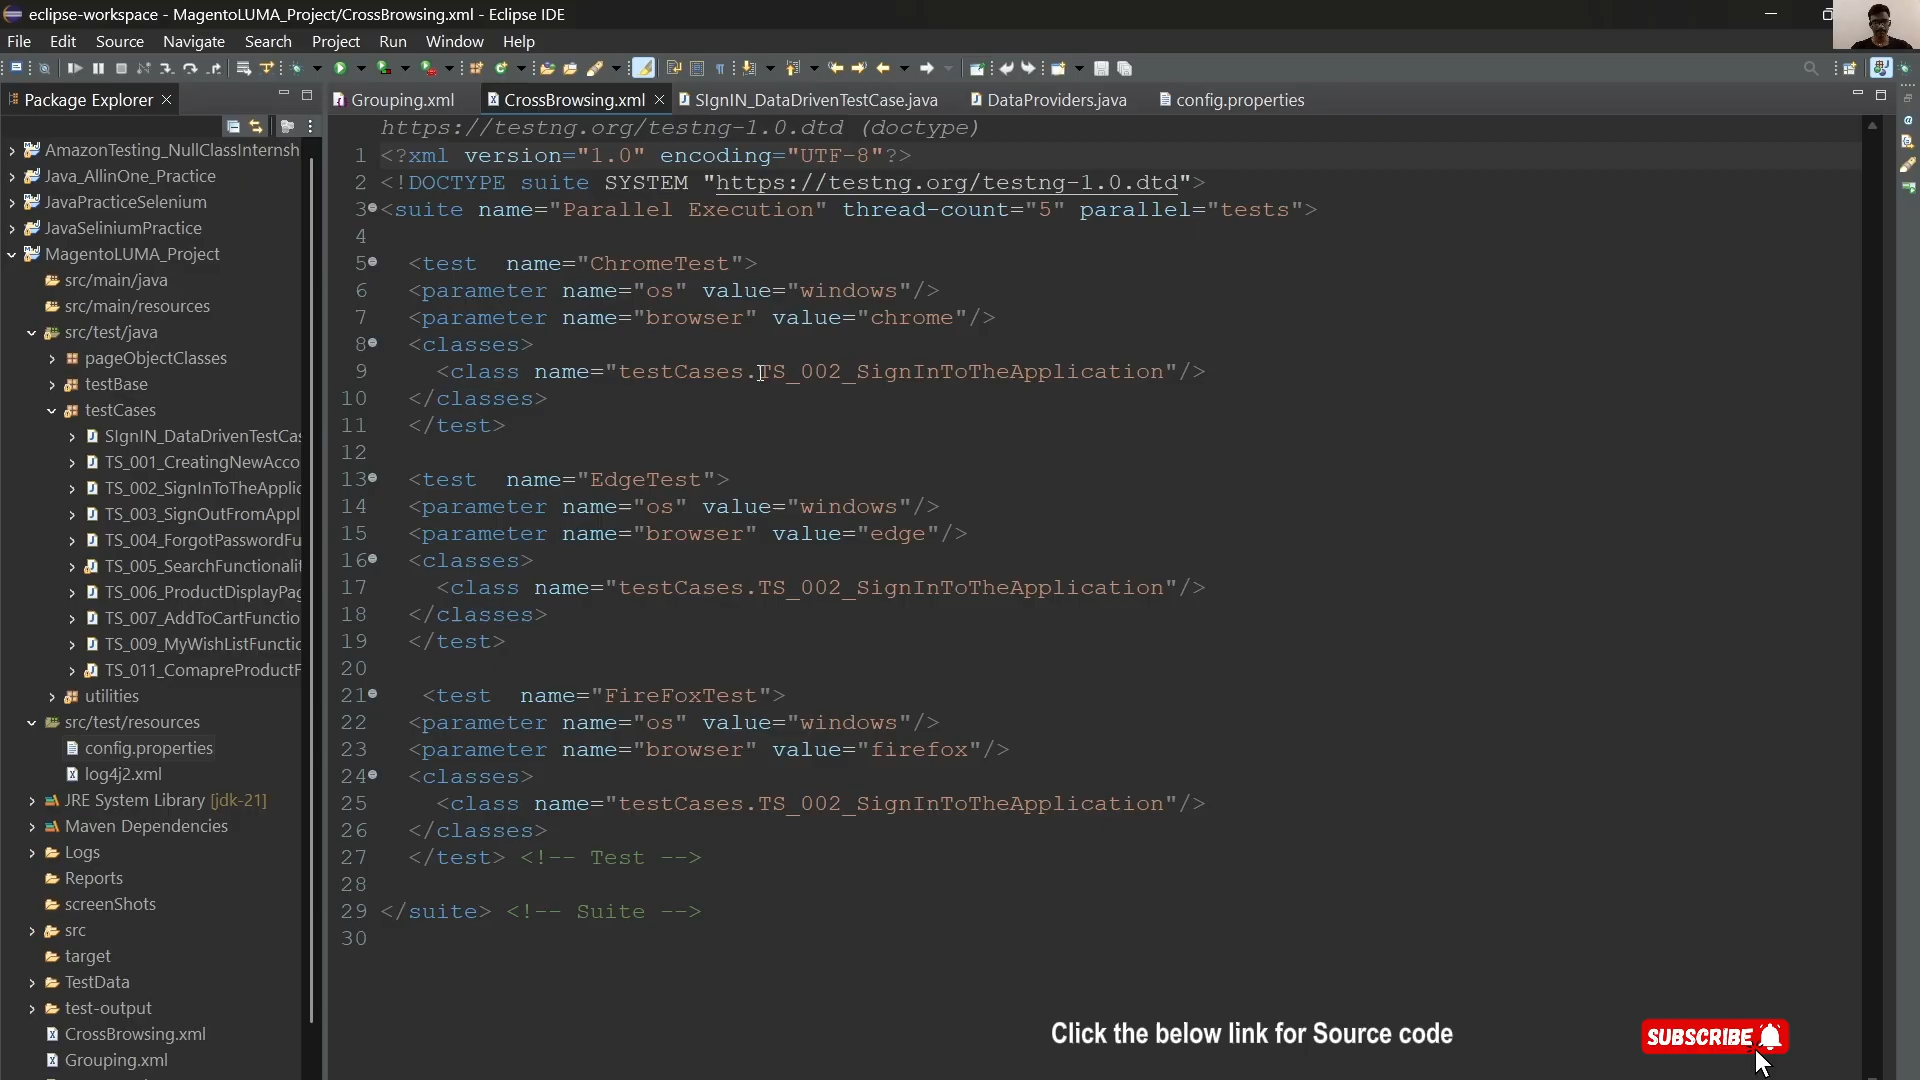 eclipse-workspace - MagentoLUMA_Project/CrossBrowsing.xml - Eclipse IDE
File Edit Source Navigate Search Project Run Window Help
Package Explorer
Grouping.xml
CrossBrowsing.xml
SIgnIN_DataDrivenTestCase.java
DataProviders.java
config.properties
AmazonTesting_NullClassInternsh
Java_AllinOne_Practice
JavaPracticeSelenium
JavaSeliniumPractice
MagentoLUMA_Project
src/main/java
src/main/resources
src/test/java
pageObjectClasses
testBase
testCases
SIgnIN_DataDrivenTestCas
TS_001_CreatingNewAcco
TS_002_SignInToTheApplic
TS_003_SignOutFromAppl
TS_004_ForgotPasswordFu
TS_005_SearchFunctionalit
TS_006_ProductDisplayPag
TS_007_AddToCartFunctio
TS_009_MyWishListFunctic
TS_011_ComapreProductF
utilities
src/test/resources
config.properties
log4j2.xml
JRE System Library [jdk-21]
Maven Dependencies
Logs
Reports
screenShots
src
target
TestData
test-output
CrossBrowsing.xml
Grouping.xml
https://testng.org/testng-1.0.dtd (doctype)
1 <?xml version="1.0" encoding="UTF-8"?>
2 <!DOCTYPE suite SYSTEM "https://testng.org/testng-1.0.dtd">
3 <suite name="Parallel Execution" thread-count="5" parallel="tests">
4
5 <test  name="ChromeTest">
6 <parameter name="os" value="windows"/>
7 <parameter name="browser" value="chrome"/>
8 <classes>
9 <class name="testCases.TS_002_SignInToTheApplication"/>
10 </classes>
11 </test>
12
13 <test  name="EdgeTest">
14 <parameter name="os" value="windows"/>
15 <parameter name="browser" value="edge"/>
16 <classes>
17 <class name="testCases.TS_002_SignInToTheApplication"/>
18 </classes>
19 </test>
20
21 <test  name="FireFoxTest">
22 <parameter name="os" value="windows"/>
23 <parameter name="browser" value="firefox"/>
24 <classes>
25 <class name="testCases.TS_002_SignInToTheApplication"/>
26 </classes>
27 </test> <!-- Test -->
28
29 </suite> <!-- Suite -->
30
Click the below link for Source code
SUBSCRIBE